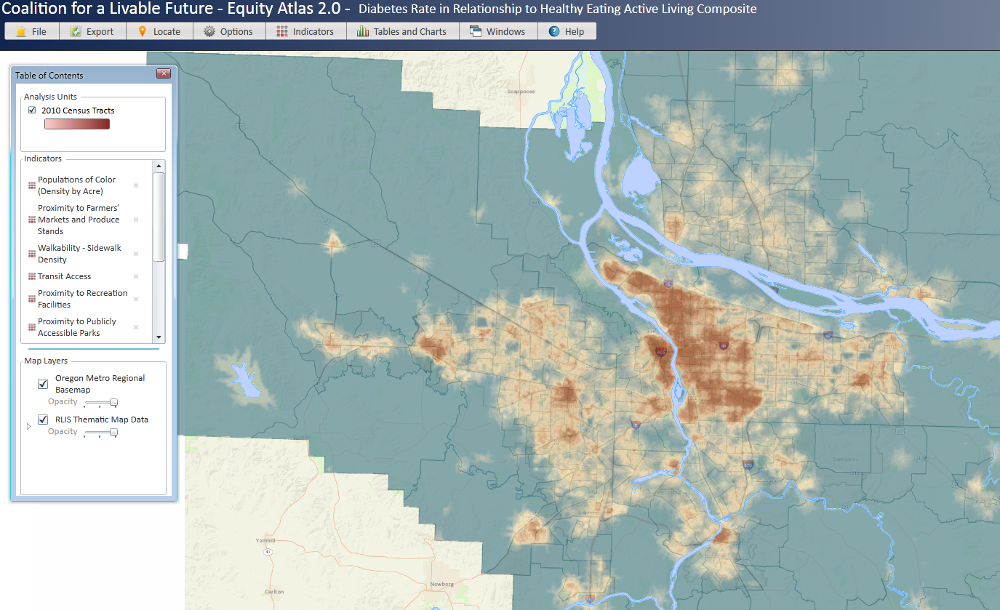 Coalition for a Livable Future - Equity Atlas 2.0 - Diabetes Rate in Relationship to Healthy Eating Active Living Composite
File Export Locate Options Indicators Tables and Charts Windows Help
Table of Contents
Analysis Units
2010 Census Tracts
Indicators
Populations of Color
(Density by Acre)
Proximity to Farmers'
Markets and Produce
Stands
Walkability - Sidewalk
Density
Transit Access
Proximity to Recreation
Facilities
Proximity to Publicly
Accessible Parks
Map Layers
Oregon Metro Regional
Basemap
Opacity
RLIS Thematic Map Data
Opacity
Scappoose
405
205
Damascus
Yamhill
47
Newberg
Carlton